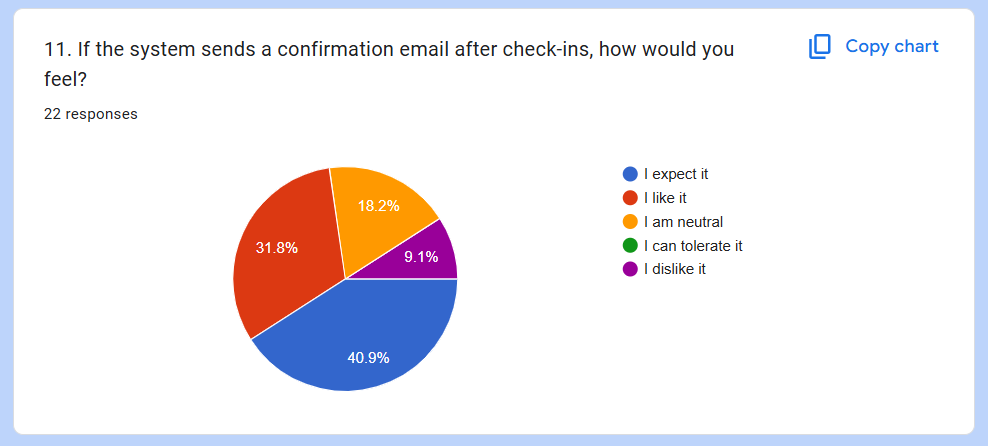 11. If the system sends a confirmation email after check-ins, how would you
feel?
Copy chart
22 responses
18.2%
31.8%
9.1%
40.9%
I expect it
I like it
I am neutral
I can tolerate it
I dislike it